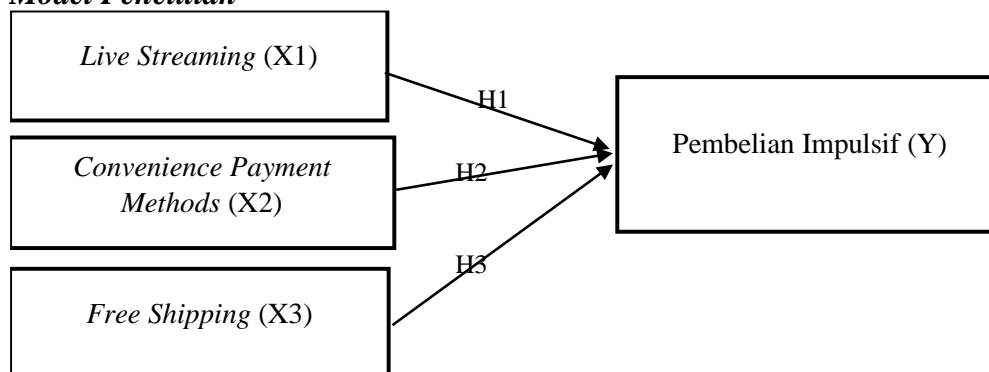 Model Penelitian
Live Streaming (X1)
H1
Pembelian Impulsif (Y)
Convenience Payment
Methods (X2)
H2
H3
Free Shipping (X3)